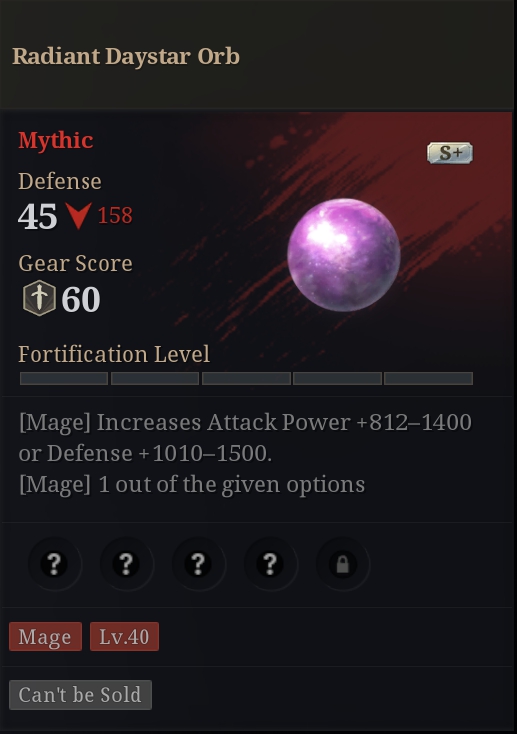 Radiant Daystar Orb
Mythic
S+
Defense
45 158
Gear Score
60
Fortification Level
[Mage] Increases Attack Power +812–1400
or Defense +1010–1500.
[Mage] 1 out of the given options
? ? ? ?
Mage Lv.40
Can't be Sold